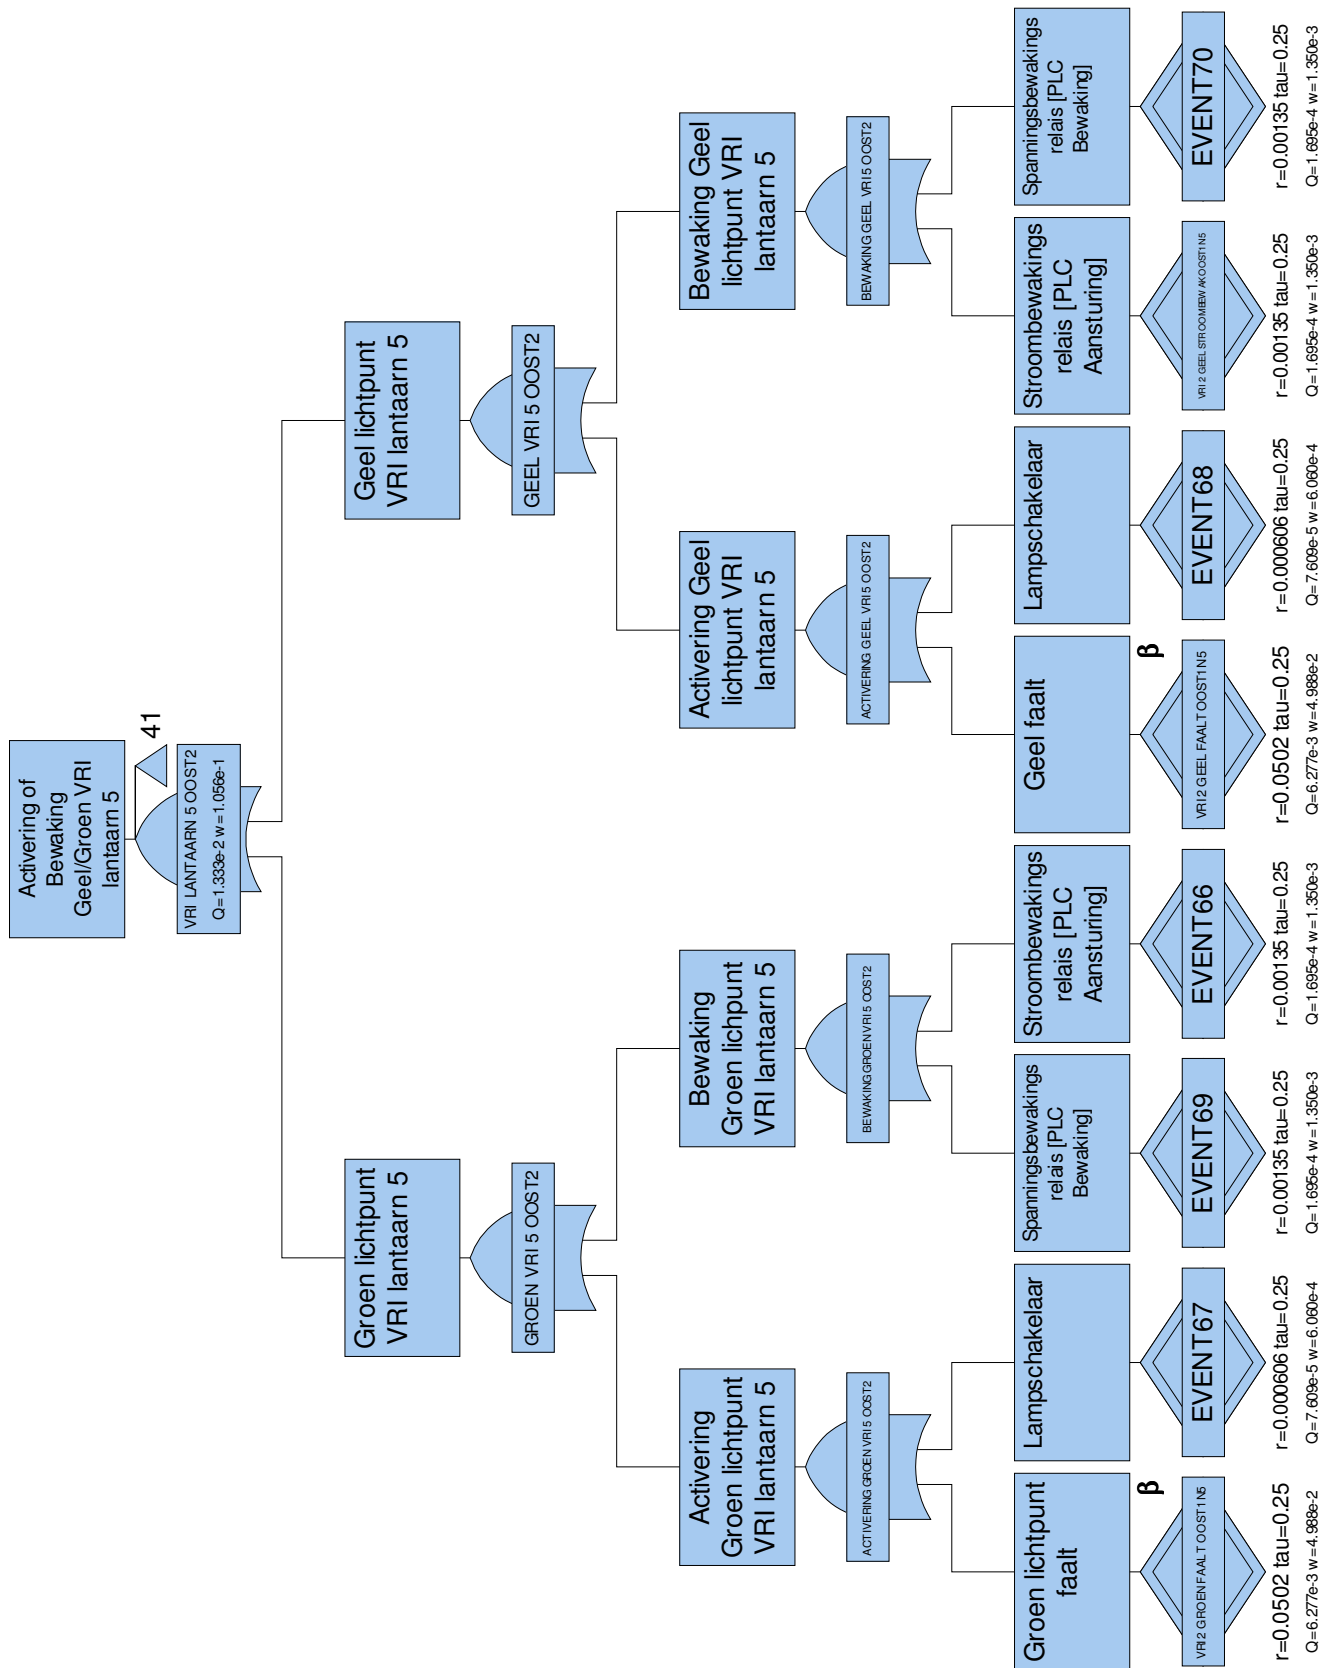 Activering of
Bewaking
Geel/Groen VRI
lantaarn 5
41
VRI LANTAARN 5 OOST2
Q=1.333e-2 w=1.056e-1
Groen lichtpunt
VRI lantaarn 5
GROEN VRI 5 OOST2
Geel lichtpunt
VRI lantaarn 5
GEEL VRI 5 OOST2
Activering
Groen lichtpunt
VRI lantaarn 5
ACTIVERING GROEN VRI 5 OOST2
Bewaking
Groen lichtpunt
VRI lantaarn 5
BEWAKING GROEN VRI 5 OOST2
Activering Geel
lichtpunt VRI
lantaarn 5
ACTIVERING GEEL VRI 5 OOST2
Bewaking Geel
lichtpunt VRI
lantaarn 5
BEWAKING GEEL VRI 5 OOST2
Groen lichtpunt
faalt
β
VRI 2 GROEN FAALT OOST1 N5
r=0.0502 tau=0.25
Q=6.277e-3 w=4.988e-2
Lampschakelaar
EVENT67
r=0.000606 tau=0.25
Q=7.609e-5 w=6.060e-4
Spanningsbewakings
relais [PLC
Bewaking]
EVENT69
r=0.00135 tau=0.25
Q=1.695e-4 w=1.350e-3
Stroombewakings
relais [PLC
Aansturing]
EVENT66
r=0.00135 tau=0.25
Q=1.695e-4 w=1.350e-3
Geel faalt
β
VRI 2 GEEL FAALT OOST1 N5
r=0.0502 tau=0.25
Q=6.277e-3 w=4.988e-2
Lampschakelaar
EVENT68
r=0.000606 tau=0.25
Q=7.609e-5 w=6.060e-4
Stroombewakings
relais [PLC
Aansturing]
VRI 2 GEEL STROOMBEWAK OOST1 N5
r=0.00135 tau=0.25
Q=1.695e-4 w=1.350e-3
Spanningsbewakings
relais [PLC
Bewaking]
EVENT70
r=0.00135 tau=0.25
Q=1.695e-4 w=1.350e-3